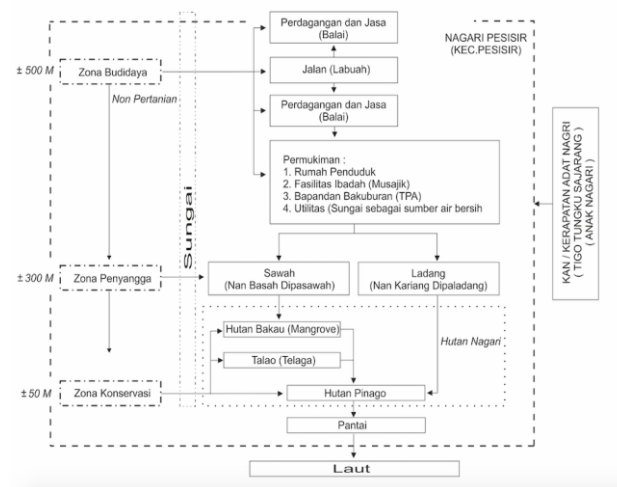 Perdagangan dan Jasa
(Balai)
NAGARI PESISIR
(KEC.PESISIR)
± 500 M
Zona Budidaya
Jalan (Labuah)
Non Pertanian
Perdagangan dan Jasa
(Balai)
Permukiman :
1. Rumah Penduduk
2. Fasilitas Ibadah (Musajik)
3. Bapandan Bakuburan (TPA)
4. Utilitas (Sungai sebagai sumber air bersih
Sungai
KAN / KERAPATAN ADAT NAGRI
( TIGO TUNGKU SAJARANG )
( ANAK NAGARI )
± 300 M
Zona Penyangga
Sawah
(Nan Basah Dipasawah)
Ladang
(Nan Kariang Dipaladang)
Hutan Bakau (Mangrove)
Hutan Nagari
Talao (Telaga)
± 50 M
Zona Konservasi
Hutan Pinago
Pantai
Laut